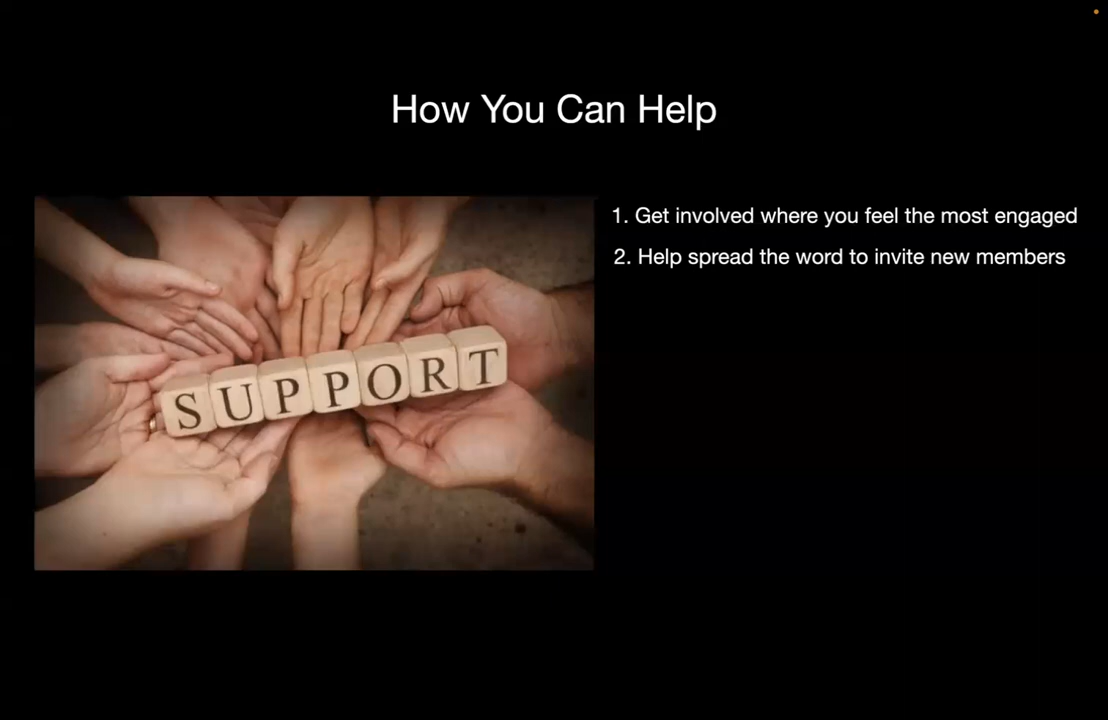 How You Can Help
1. Get involved where you feel the most engaged
2. Help spread the word to invite new members
SUPPORT